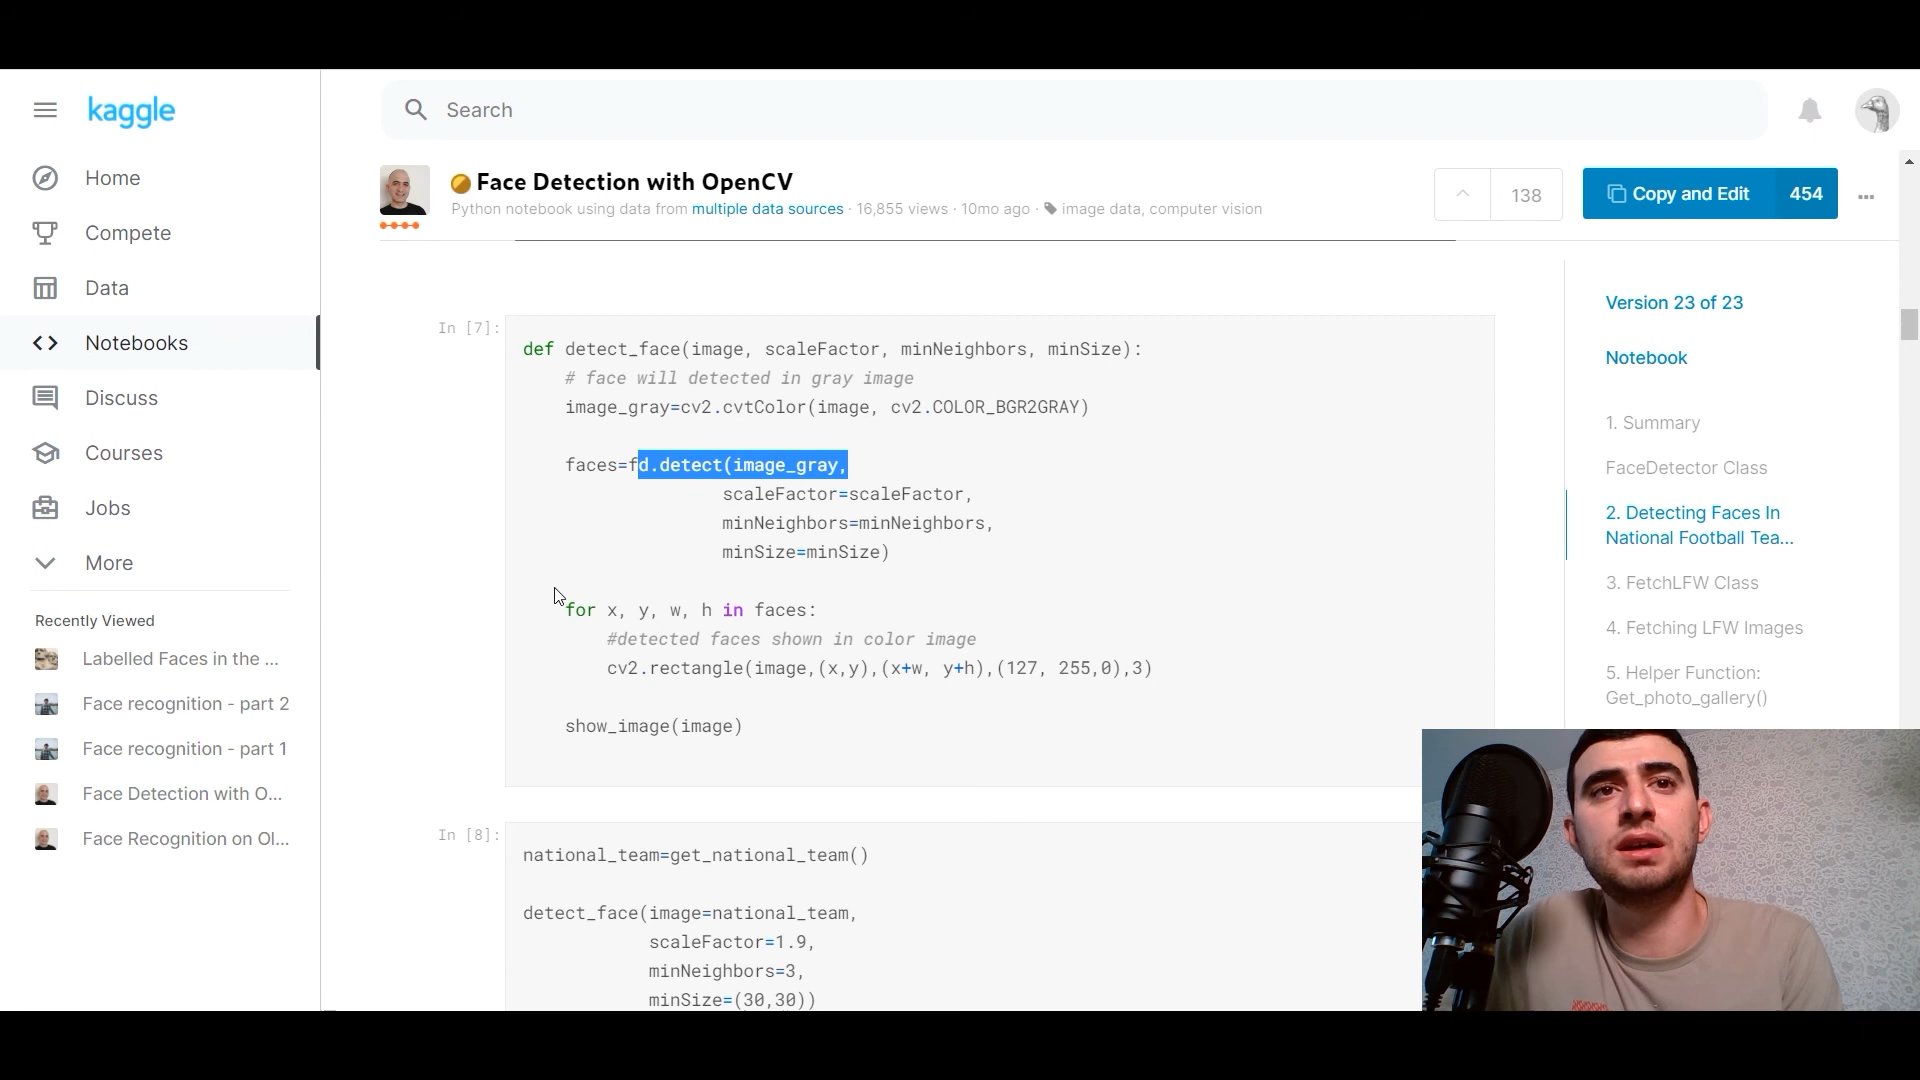 kaggle
Search
Home
Compete
Data
Notebooks
Discuss
Courses
Jobs
More
Recently Viewed
Labelled Faces in the ...
Face recognition - part 2
Face recognition - part 1
Face Detection with O...
Face Recognition on Ol...
Face Detection with OpenCV
Python notebook using data from multiple data sources · 16,855 views · 10mo ago · image data, computer vision
138
Copy and Edit 454
In [7]:
def detect_face(image, scaleFactor, minNeighbors, minSize):
# face will detected in gray image
image_gray=cv2.cvtColor(image, cv2.COLOR_BGR2GRAY)
faces=fd.detect(image_gray,
scaleFactor=scaleFactor,
minNeighbors=minNeighbors,
minSize=minSize)
for x, y, w, h in faces:
#detected faces shown in color image
cv2.rectangle(image,(x,y),(x+w, y+h),(127, 255,0),3)
show_image(image)
In [8]:
national_team=get_national_team()
detect_face(image=national_team,
scaleFactor=1.9,
minNeighbors=3,
minSize=(30,30))
Version 23 of 23
Notebook
1. Summary
FaceDetector Class
2. Detecting Faces In
National Football Tea...
3. FetchLFW Class
4. Fetching LFW Images
5. Helper Function:
Get_photo_gallery()